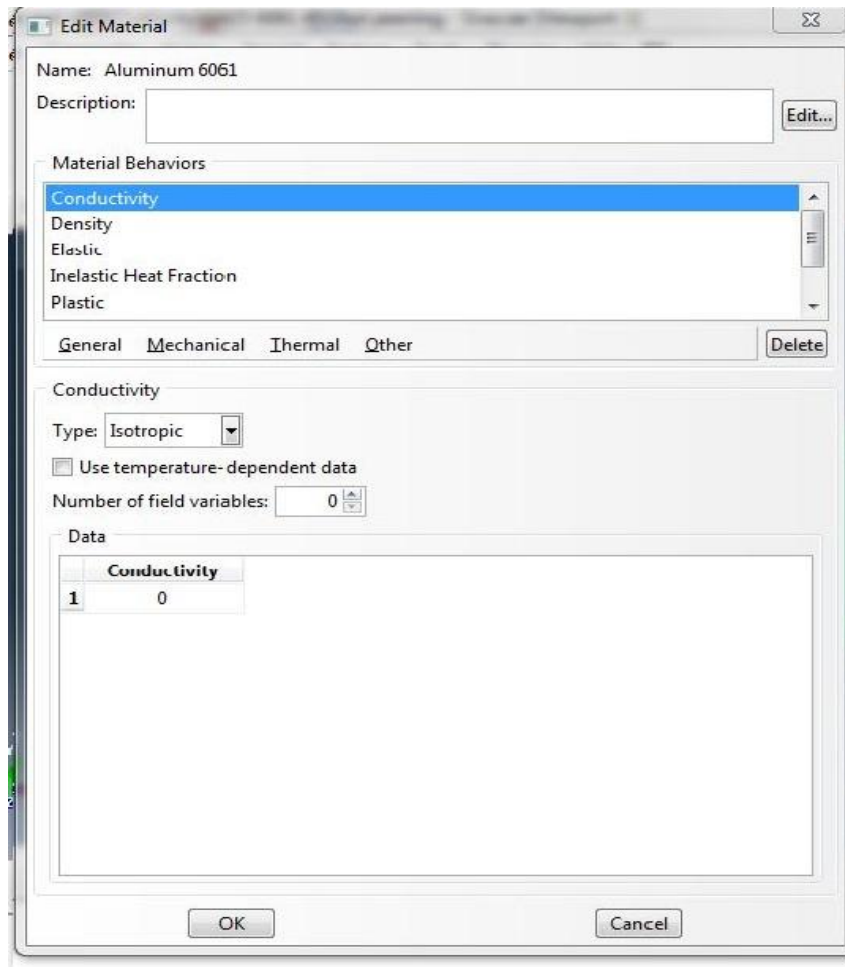 Edit Material
Name: Aluminum 6061
Description:
Edit...
Material Behaviors
Conductivity
Density
Elastic
Inelastic Heat Fraction
Plastic
General Mechanical Thermal Other Delete
Conductivity
Type: Isotropic
Use temperature-dependent data
Number of field variables: 0
Data
Conductivity
1 0
OK Cancel